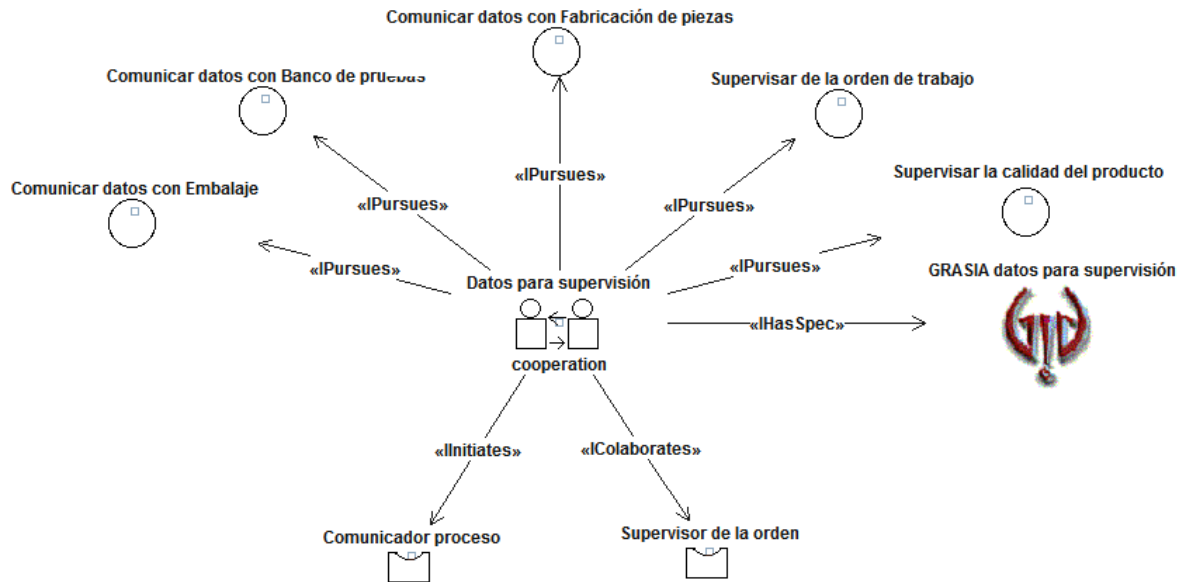 Comunicar datos con Fabricación de piezas
Comunicar datos con Banco de pruebas
Supervisar de la orden de trabajo
Comunicar datos con Embalaje
Supervisar la calidad del producto
«IPursues»
«IPursues»
«IPursues»
«IPursues»
«IPursues»
Datos para supervisión
GRASIA datos para supervisión
«IHasSpec»
cooperation
«IInitiates»
«IColaborates»
Comunicador proceso
Supervisor de la orden